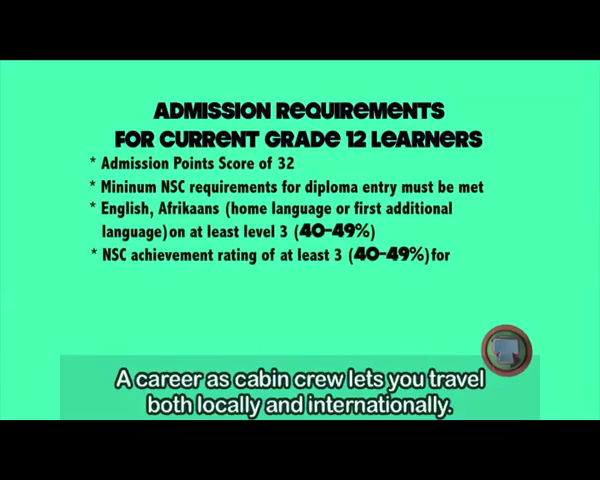 ADMISSION REQUIREMENTS
FOR CURRENT GRADE 12 LEARNERS
* Admission Points Score of 32
* Mininum NSC requirements for diploma entry must be met
* English, Afrikaans (home language or first additional
language)on at least level 3 (40-49%)
* NSC achievement rating of at least 3 (40-49%)for
A career as cabin crew lets you travel
both locally and internationally.